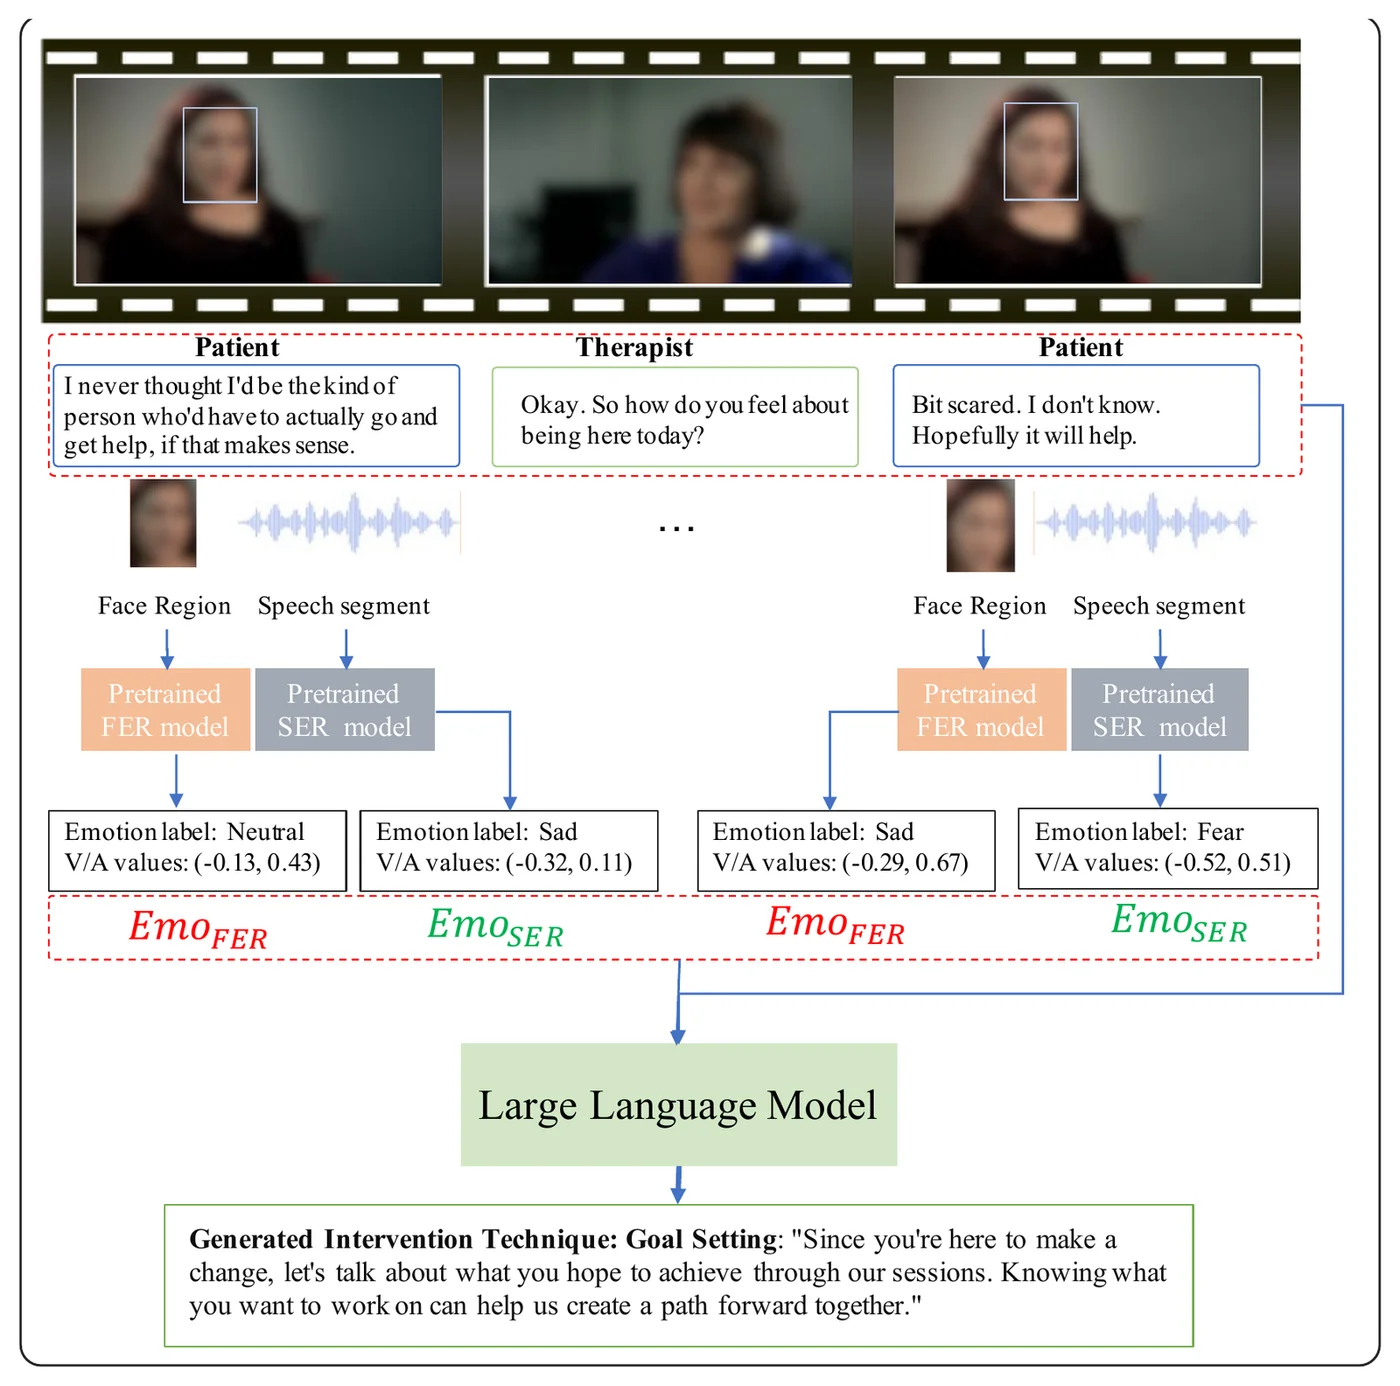 Patient
Therapist
Patient
I never thought I'd be the kind of
person who'd have to actually go and
get help, if that makes sense.
Okay. So how do you feel about
being here today?
Bit scared. I don't know.
Hopefully it will help.
...
Face Region
Speech segment
Face Region
Speech segment
Pretrained
FER model
Pretrained
SER model
Pretrained
FER model
Pretrained
SER model
Emotion label: Neutral
V/A values: (-0.13, 0.43)
Emotion label: Sad
V/A values: (-0.32, 0.11)
Emotion label: Sad
V/A values: (-0.29, 0.67)
Emotion label: Fear
V/A values: (-0.52, 0.51)
Emo_FER
Emo_SER
Emo_FER
Emo_SER
Large Language Model
Generated Intervention Technique: Goal Setting: "Since you're here to make a
change, let's talk about what you hope to achieve through our sessions. Knowing what
you want to work on can help us create a path forward together."